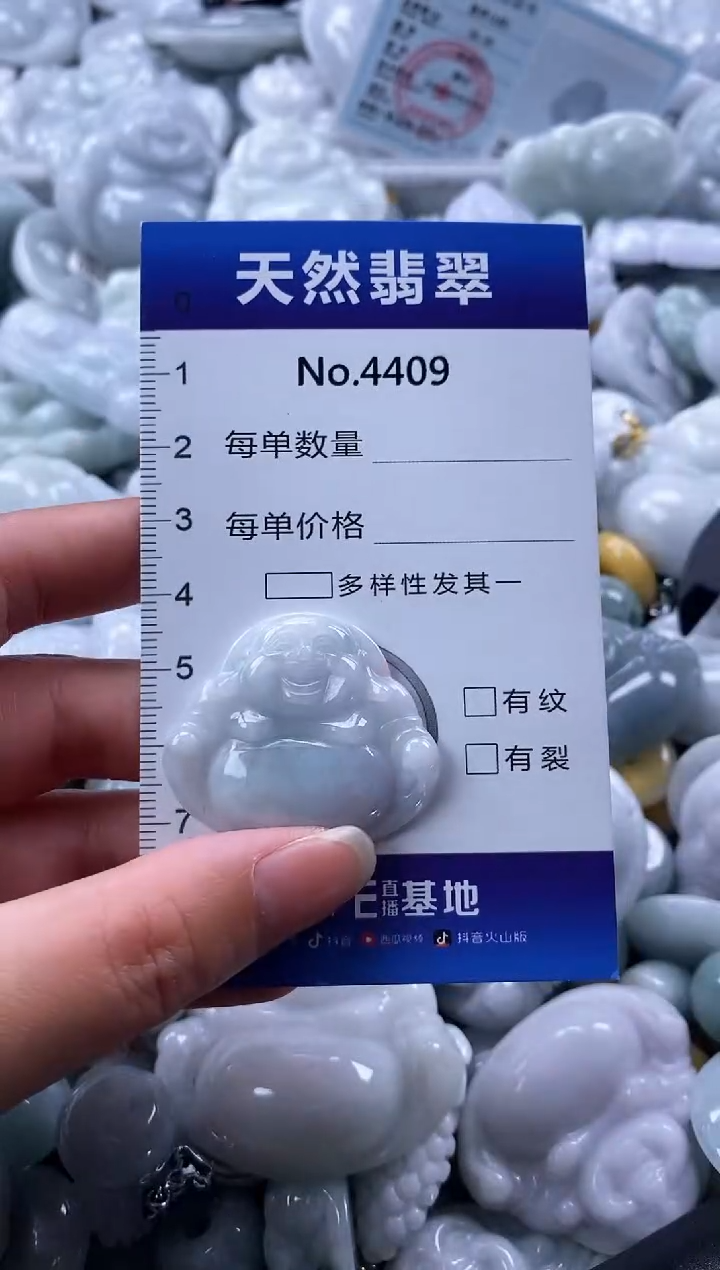 天然翡翠
0
No.4409
1
每单数量
2
每单价格
3
多样性发其一
4
5
有纹
有裂
7
E直播基地
抖音 西瓜视频 抖音火山版